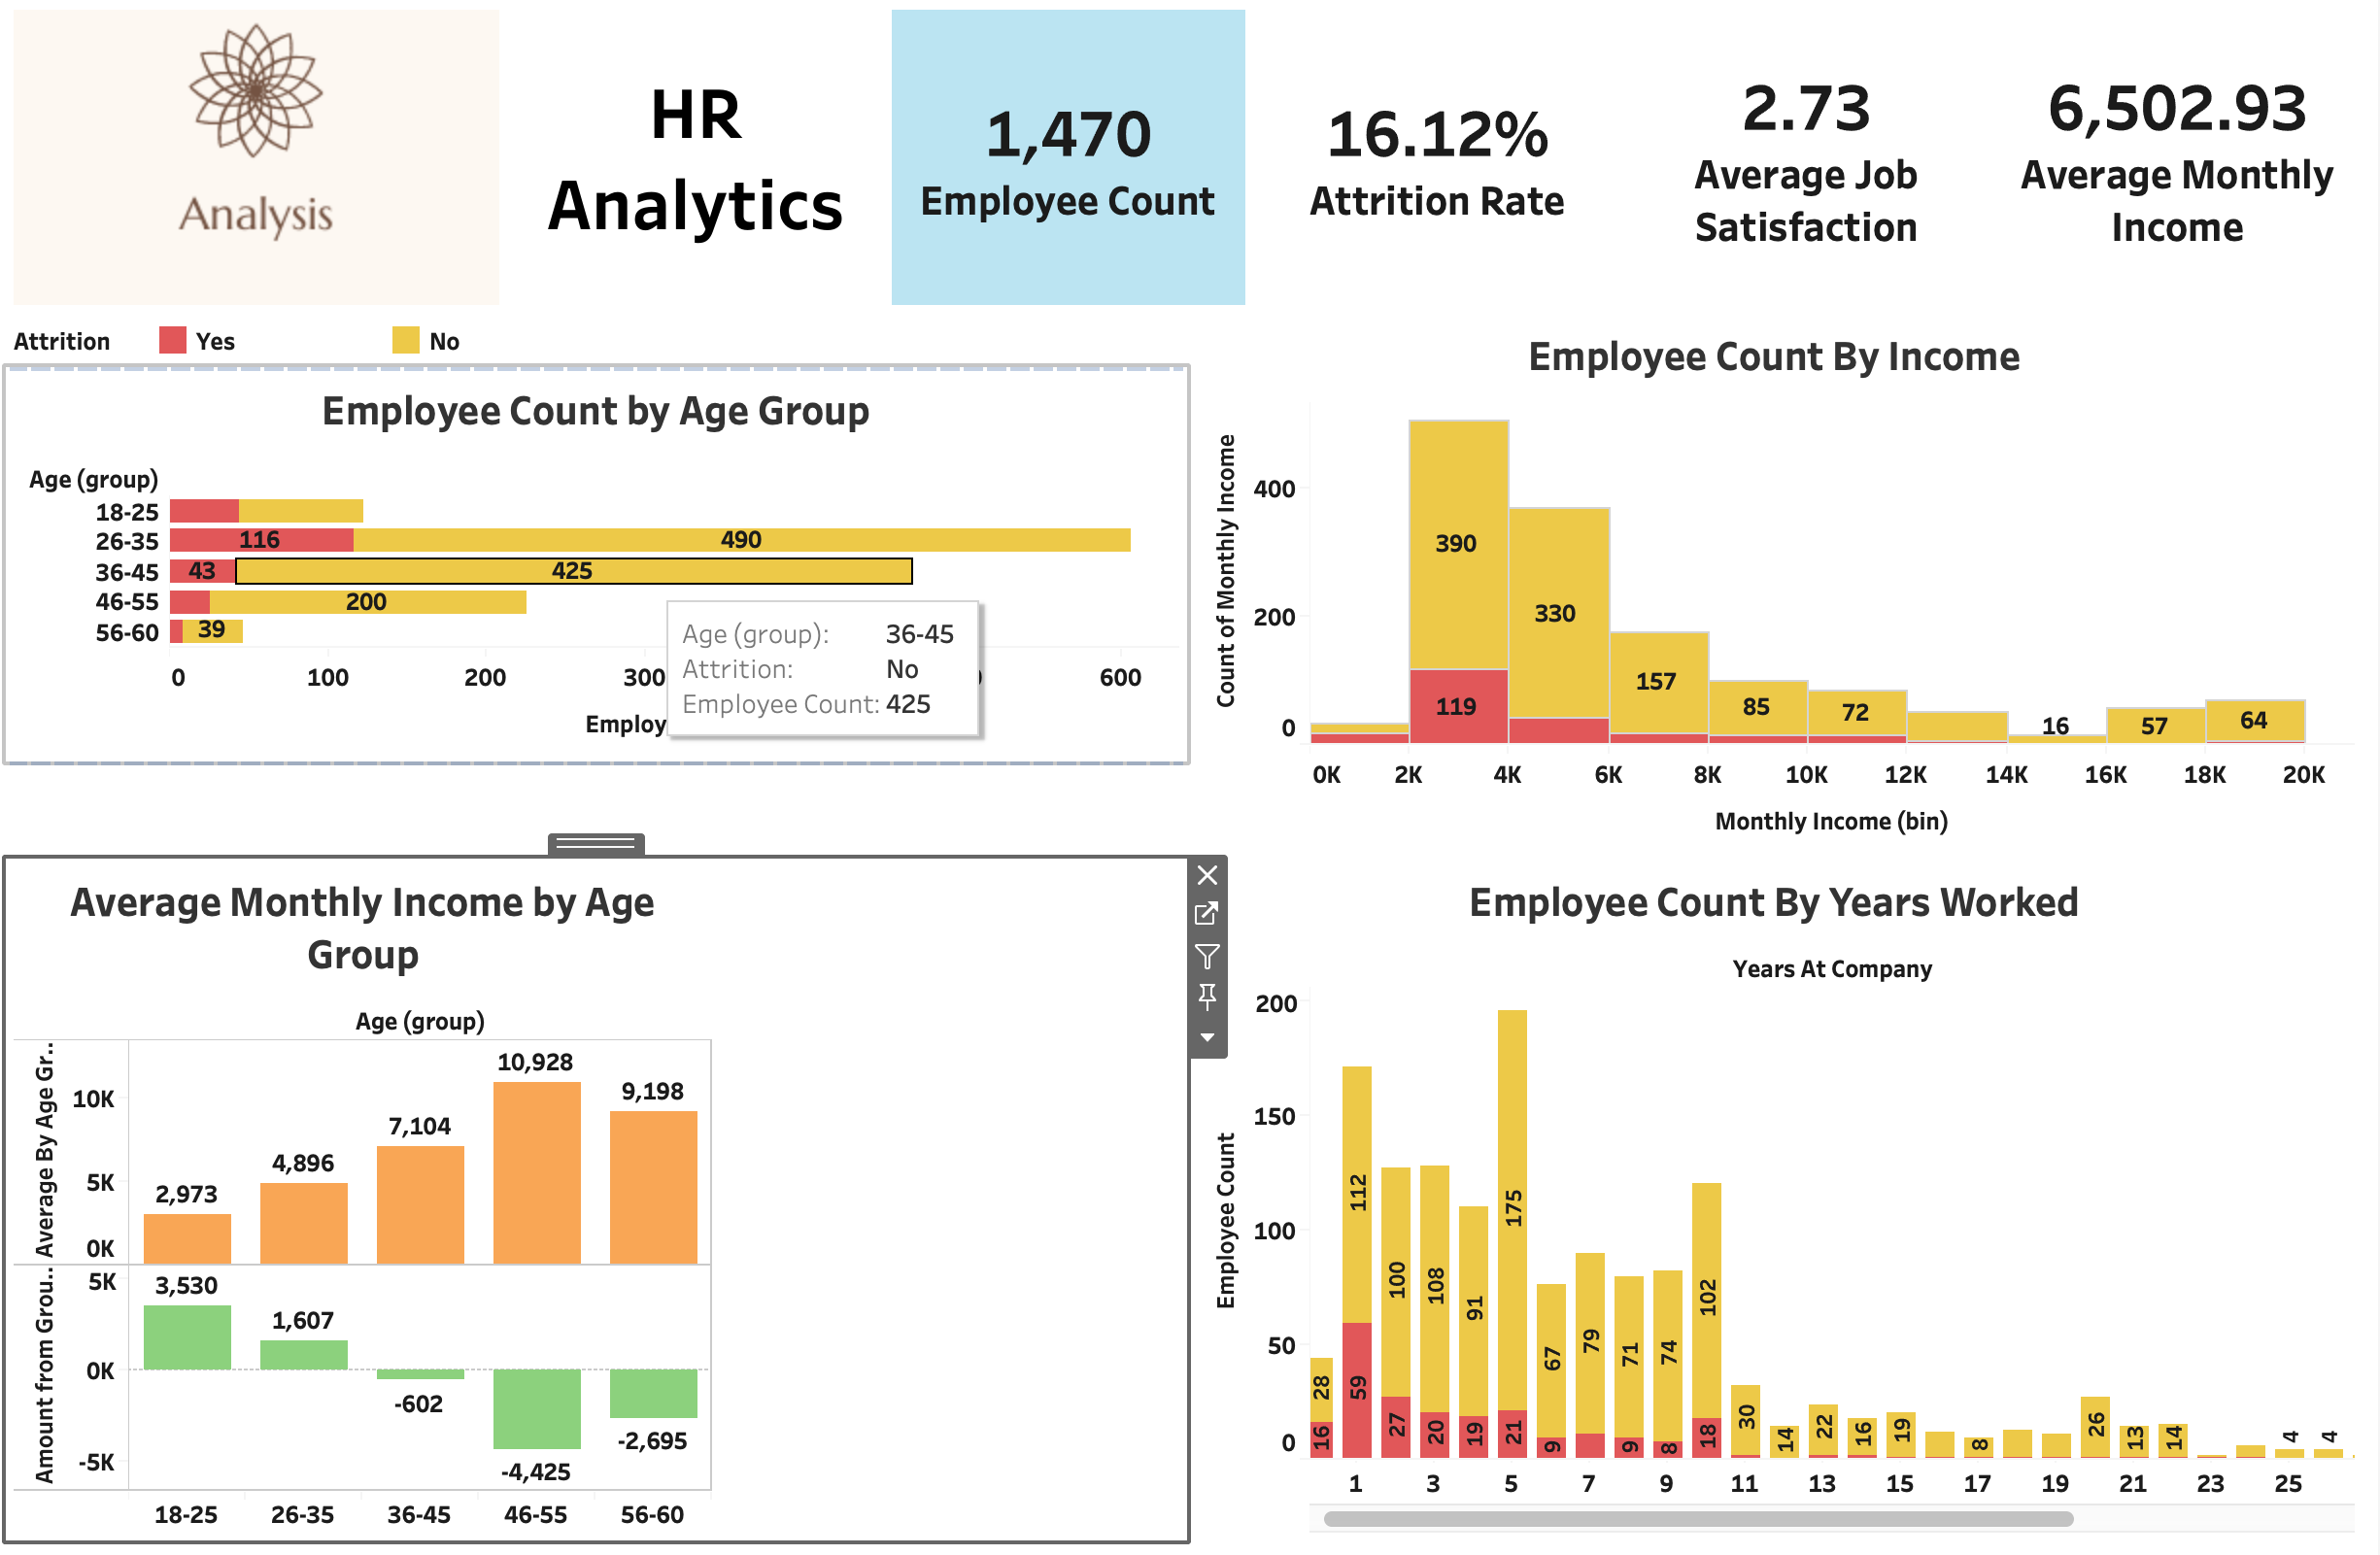 Analysis
HR
Analytics
1,470
Employee Count
16.12%
Attrition Rate
2.73
Average Job
Satisfaction
6,502.93
Average Monthly
Income
Attrition Yes No
Employee Count by Age Group
Age (group)
18-25
26-35 116 490
36-45 43 425
46-55 200
56-60 39
0 100 200 300 600
Employ
Age (group): 36-45
Attrition: No
Employee Count: 425
Employee Count By Income
Count of Monthly Income
400
200
0
390
119
330
157
85
72
16
57
64
0K 2K 4K 6K 8K 10K 12K 14K 16K 18K 20K
Monthly Income (bin)
Average Monthly Income by Age
Group
Age (group)
Average By Age Gr..
10K
5K
0K
2,973
4,896
7,104
10,928
9,198
Amount from Grou..
5K
0K
-5K
3,530
1,607
-602
-4,425
-2,695
18-25 26-35 36-45 46-55 56-60
Employee Count By Years Worked
Years At Company
Employee Count
200
150
100
50
0
28
16
112
59
100
27
108
20
91
19
175
21
67
9
79
71
9
74
8
102
18
30
14
22
16
19
8
26
13
14
4
4
1 3 5 7 9 11 13 15 17 19 21 23 25